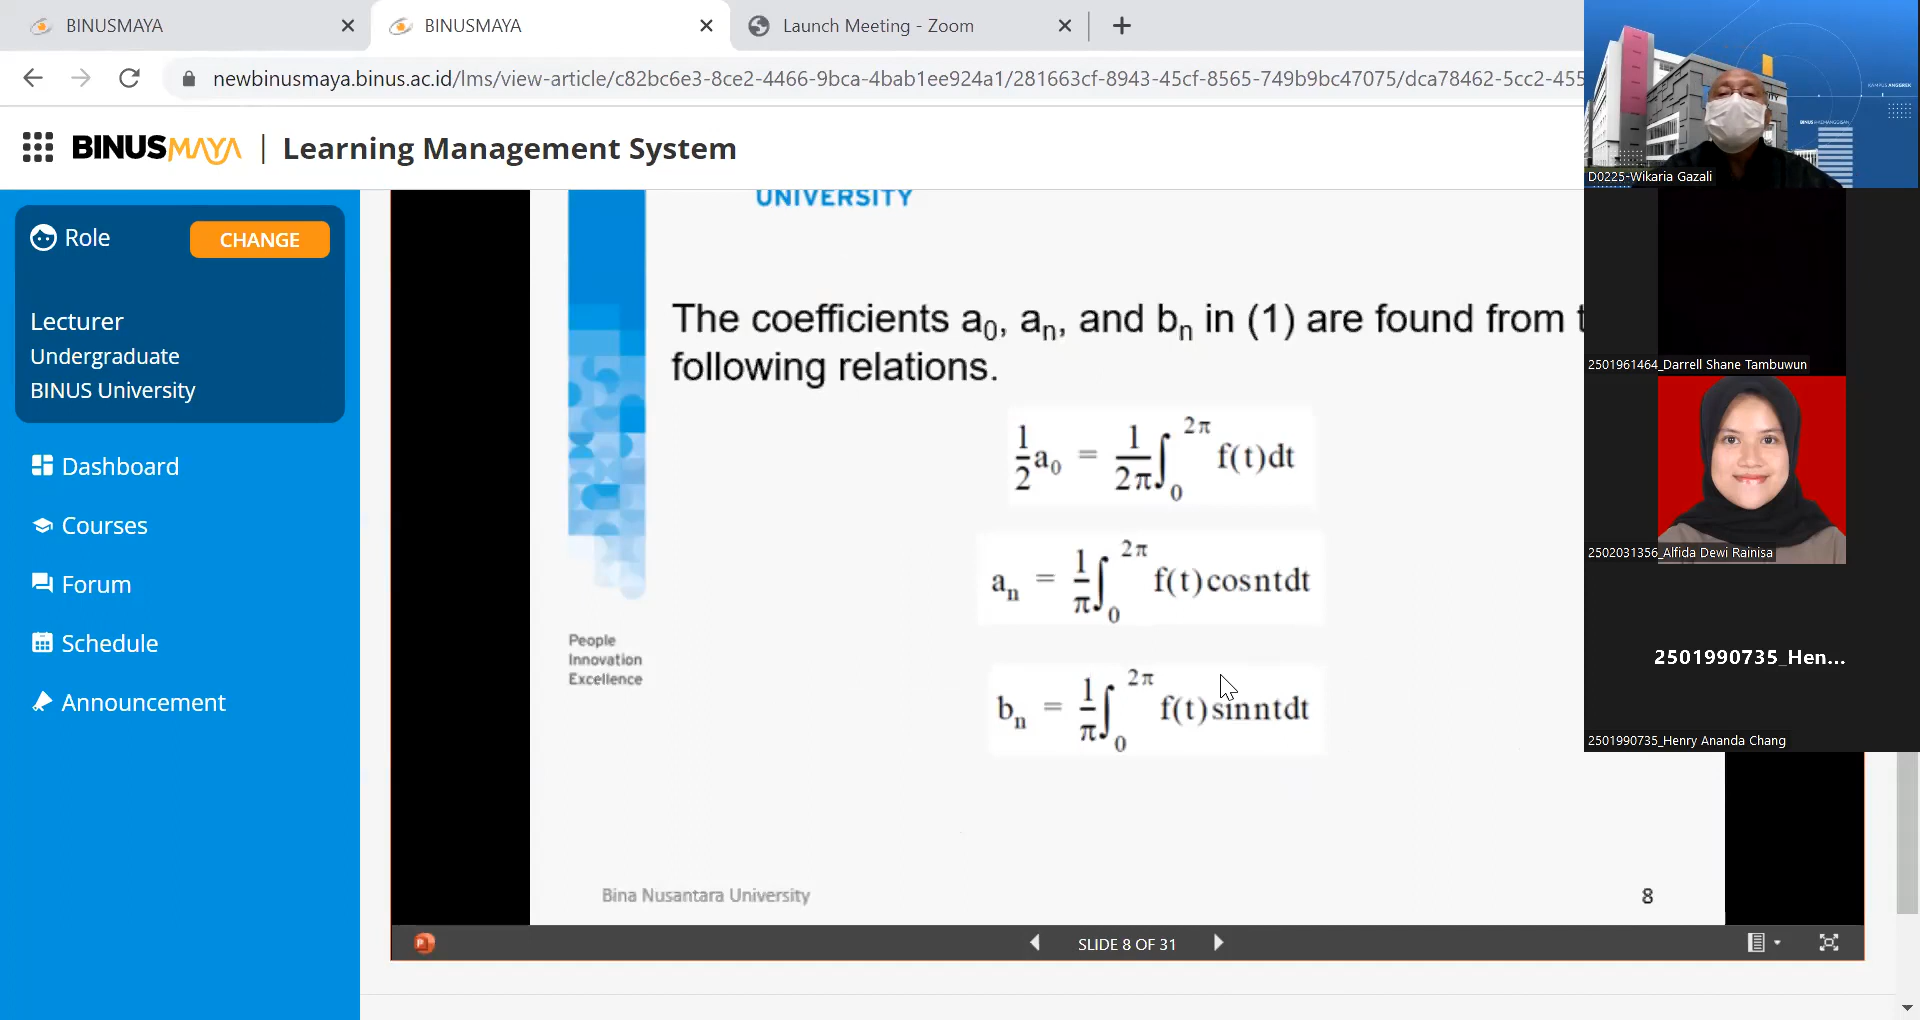 BINUSMAYA
BINUSMAYA
Launch Meeting - Zoom
newbinusmaya.binus.ac.id/lms/view-article/c82bc6e3-8ce2-4466-9bca-4bab1ee924a1/281663cf-8943-45cf-8565-749b9bc47075/dca78462-5cc2-455
BINUSMAYA | Learning Management System
Role
CHANGE
Lecturer
Undergraduate
BINUS University
Dashboard
Courses
Forum
Schedule
Announcement
UNIVERSITY
The coefficients a₀, aₙ, and bₙ in (1) are found from t
following relations.
1/2 a₀ = 1/2π ∫₀^2π f(t)dt
aₙ = 1/π ∫₀^2π f(t)cosntdt
bₙ = 1/π ∫₀^2π f(t)sinntdt
People
Innovation
Excellence
Bina Nusantara University
8
SLIDE 8 OF 31
KAMPUS ANGGREK
D0225-Wikaria Gazali
2501961464_Darrell Shane Tambuwun
2502031356_Alfida Dewi Rainisa
2501990735_Hen...
2501990735_Henry Ananda Chang